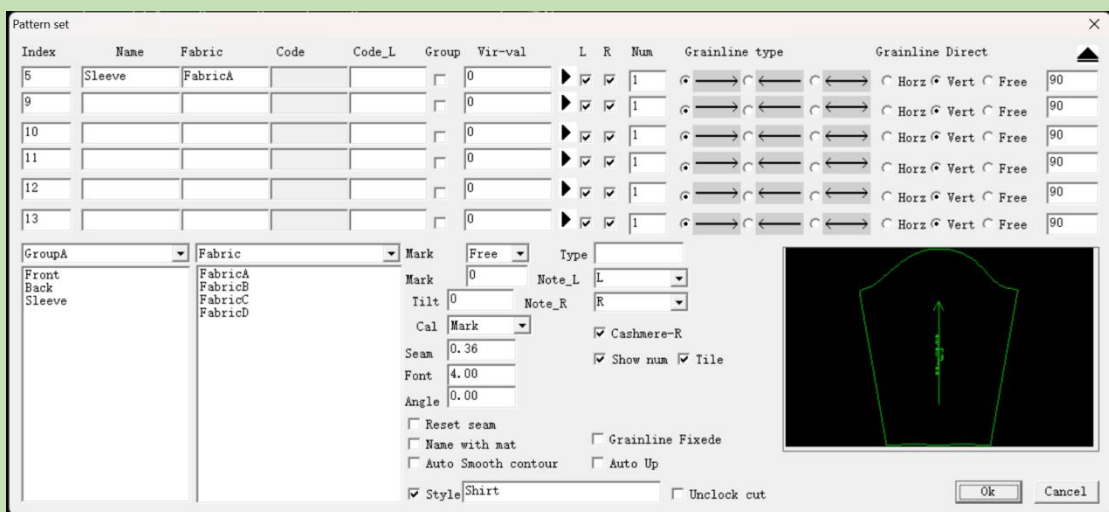 Pattern set
Index Name Fabric Code Code_L Group Vir-val L R Num Grainline type Grainline Direct
5 Sleeve FabricA 0 1 Horz Vert Free 90
9 0 1 Horz Vert Free 90
10 0 1 Horz Vert Free 90
11 0 1 Horz Vert Free 90
12 0 1 Horz Vert Free 90
13 0 1 Horz Vert Free 90
GroupA Fabric Mark Free Type
Front FabricA Mark 0 Note_L L
Back FabricB Tilt 0 Note_R R
Sleeve FabricC Cal Mark Cashmere-R
FabricD
Seam 0.36 Show num Tile
Font 4.00
Angle 0.00
Reset seam
Name with mat Grainline Fixede
Auto Smooth contour Auto Up
Style Shirt Unclock cut Ok Cancel